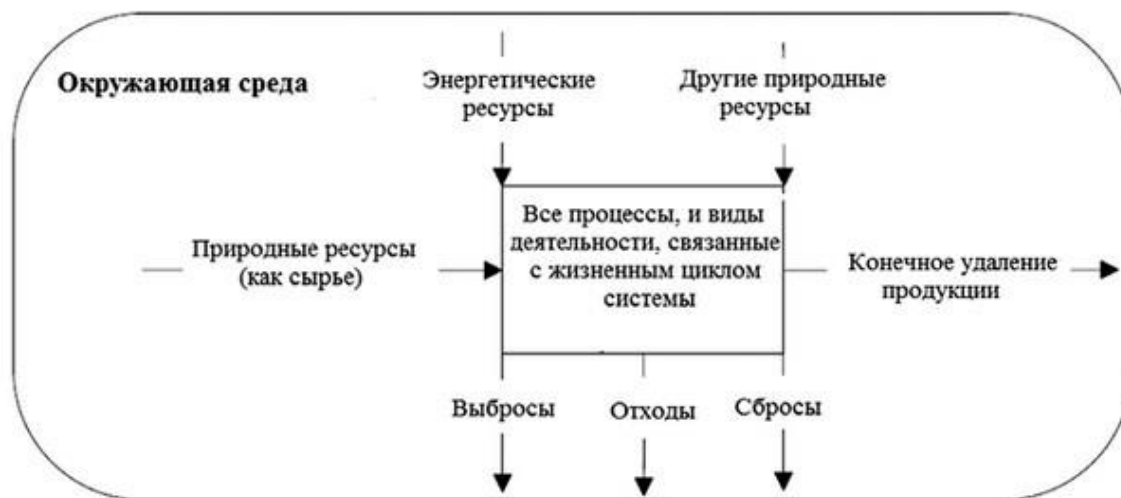 Окружающая среда
Энергетические
ресурсы
Другие природные
ресурсы
Природные ресурсы
(как сырье)
Все процессы, и виды
деятельности, связанные
с жизненным циклом
системы
Конечное удаление
продукции
Выбросы
Отходы
Сбросы